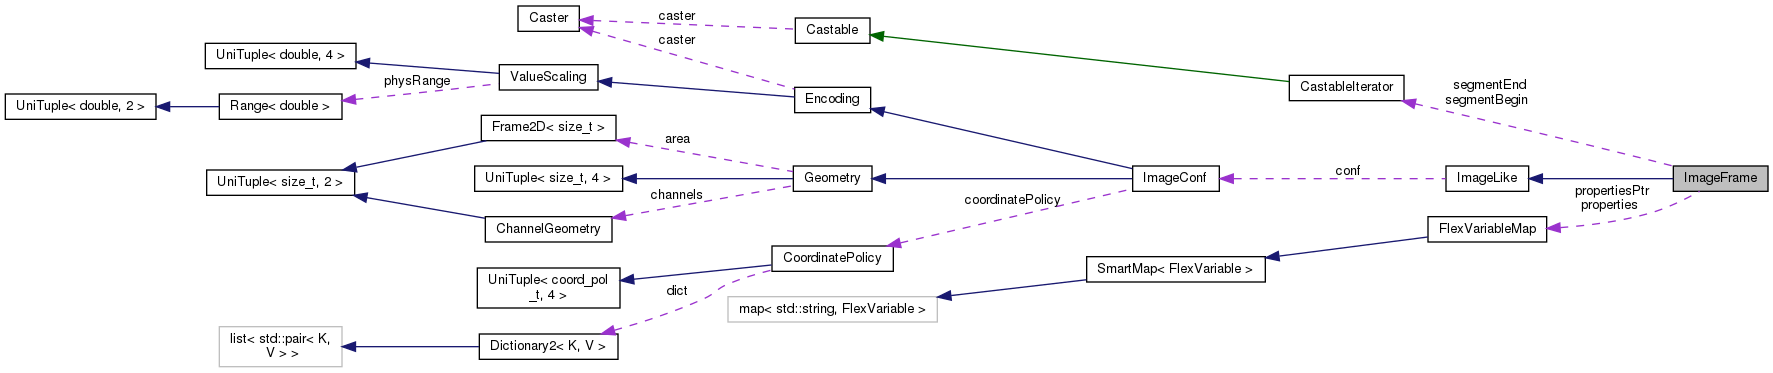 Caster
caster
Castable
caster
UniTuple< double, 4 >
ValueScaling
physRange
CastableIterator
segmentEnd
segmentBegin
UniTuple< double, 2 >
Range< double >
Encoding
Frame2D< size_t >
area
UniTuple< size_t, 2 >
UniTuple< size_t, 4 >
Geometry
ImageConf
conf
ImageLike
ImageFrame
channels
coordinatePolicy
propertiesPtr
properties
ChannelGeometry
FlexVariableMap
CoordinatePolicy
SmartMap< FlexVariable >
UniTuple< coord_pol
_t, 4 >
dict
map< std::string, FlexVariable >
list< std::pair< K,
V > >
Dictionary2< K, V >